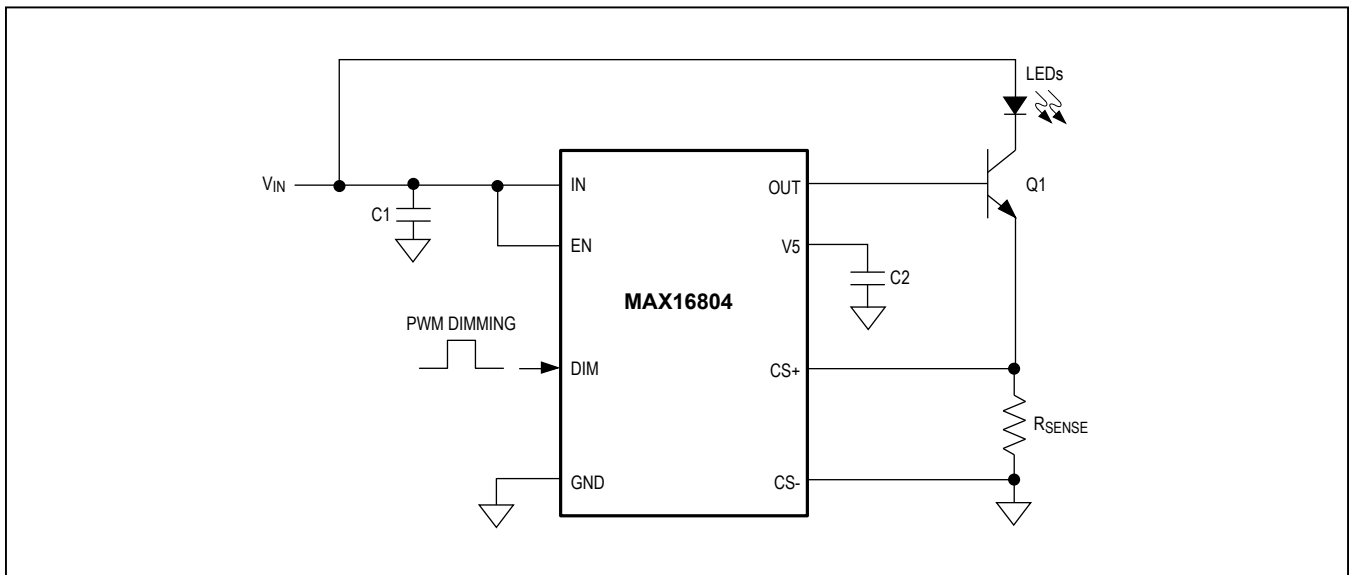 LEDs
VIN
IN
OUT
Q1
C1
EN
V5
C2
MAX16804
PWM DIMMING
DIM
CS+
RSENSE
GND
CS-